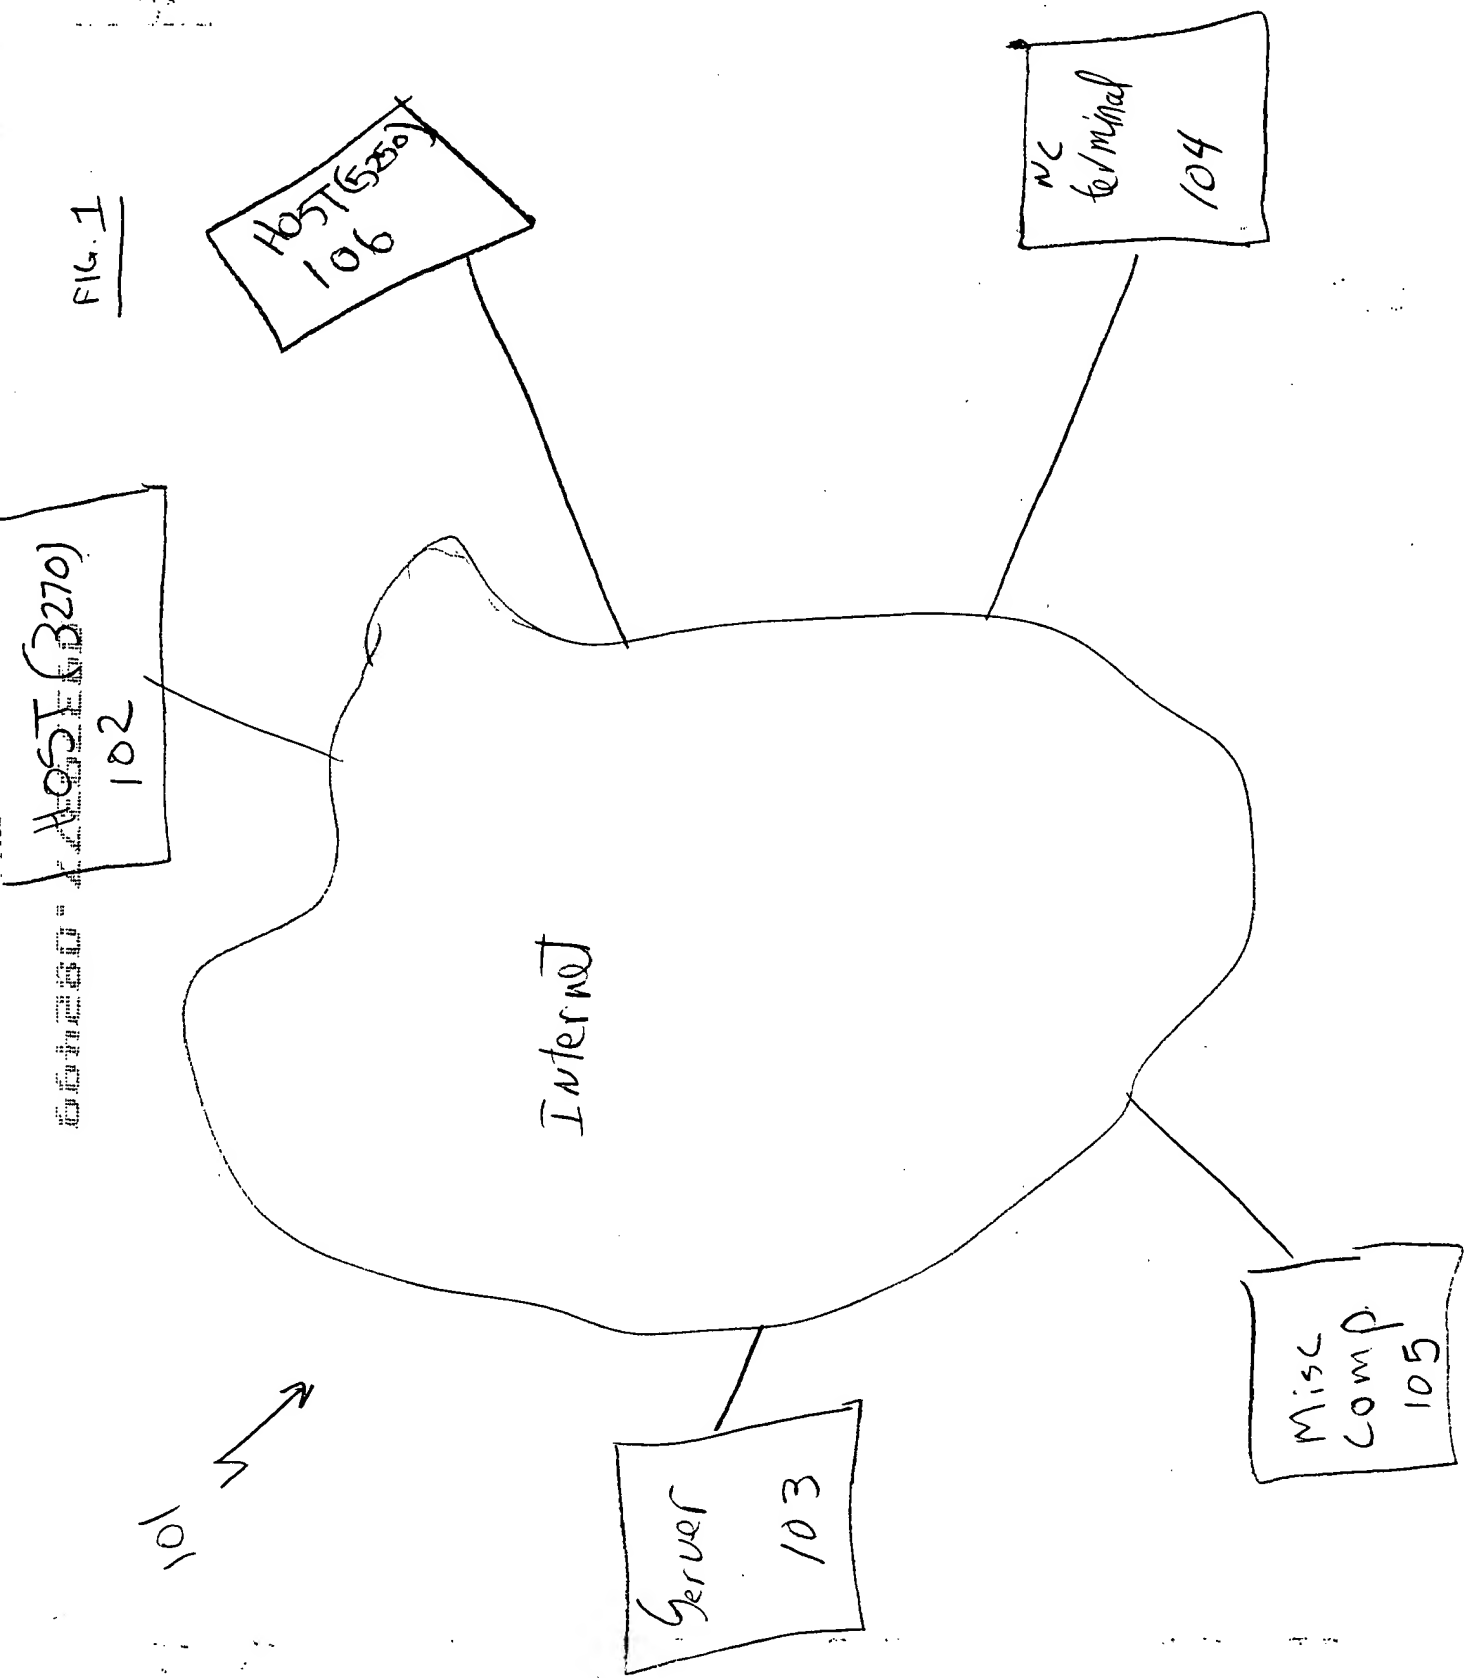 FIG. 1
HOST (3270)
102
HOST (5250)
106
Internet
NC
terminal
104
101
Server
103
Misc
Comp
105